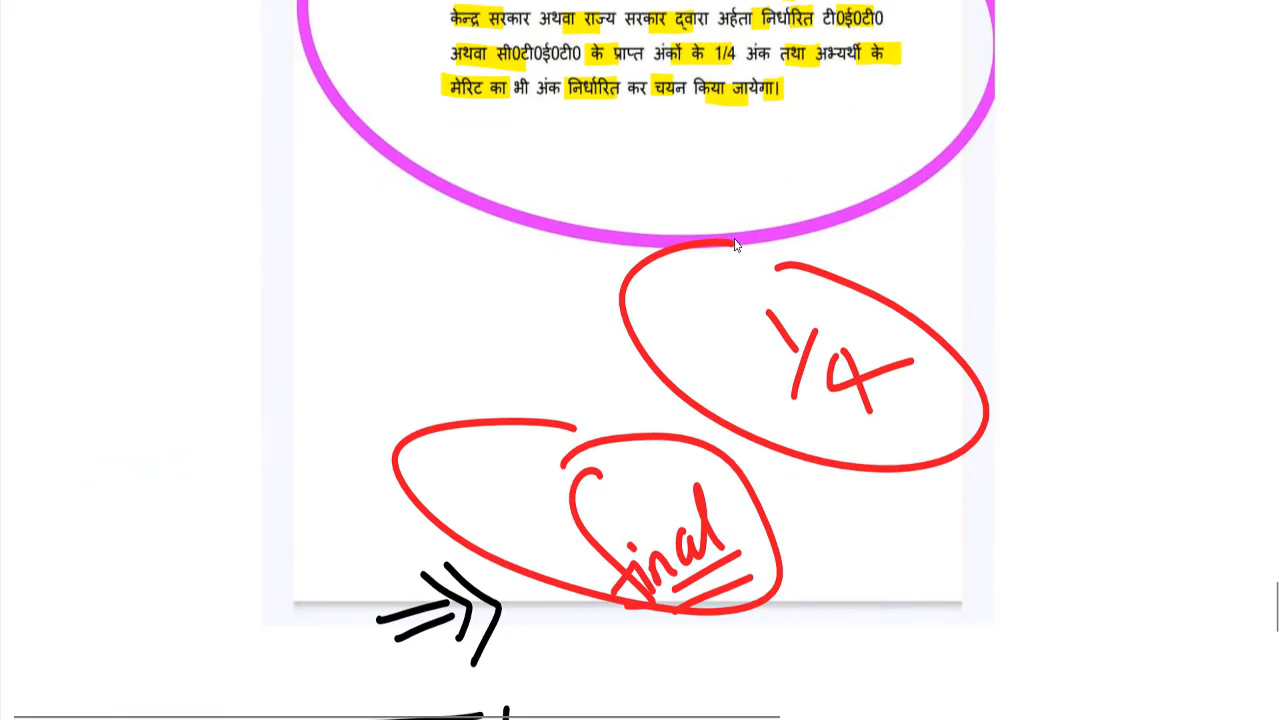 केन्द्र सरकार अथवा राज्य सरकार द्वारा अर्हता निर्धारित टी0ई0टी0
अथवा सी0टी0ई0टी0 के प्राप्त अंकों के 1/4 अंक तथा अभ्यर्थी के
मेरिट का भी अंक निर्धारित कर चयन किया जायेगा।
1/4
final